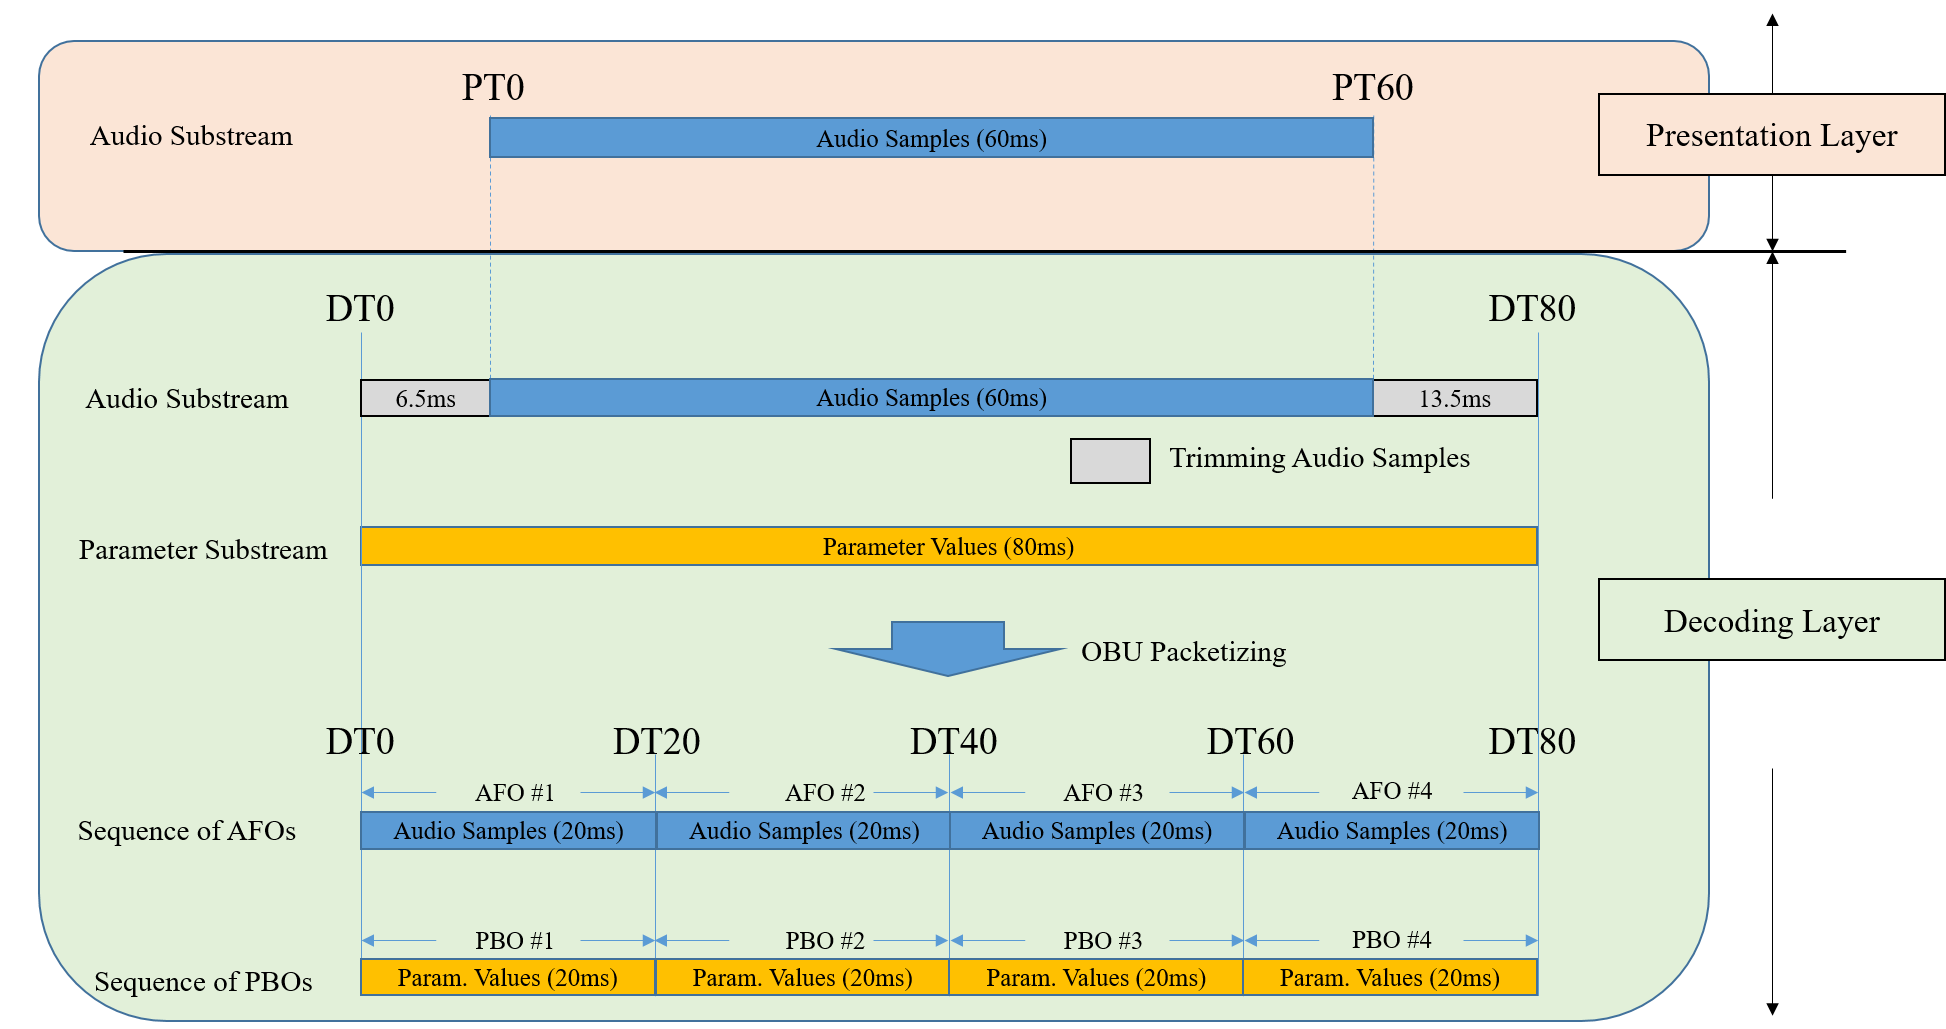 PT0
PT60
Audio Substream
Audio Samples (60ms)
Presentation Layer
DT0
DT80
Audio Substream
6.5ms
Audio Samples (60ms)
13.5ms
Trimming Audio Samples
Parameter Substream
Parameter Values (80ms)
Decoding Layer
OBU Packetizing
DT0
DT20
DT40
DT60
DT80
AFO #1
AFO #2
AFO #3
AFO #4
Sequence of AFOs
Audio Samples (20ms)
Audio Samples (20ms)
Audio Samples (20ms)
Audio Samples (20ms)
PBO #1
PBO #2
PBO #3
PBO #4
Sequence of PBOs
Param. Values (20ms)
Param. Values (20ms)
Param. Values (20ms)
Param. Values (20ms)